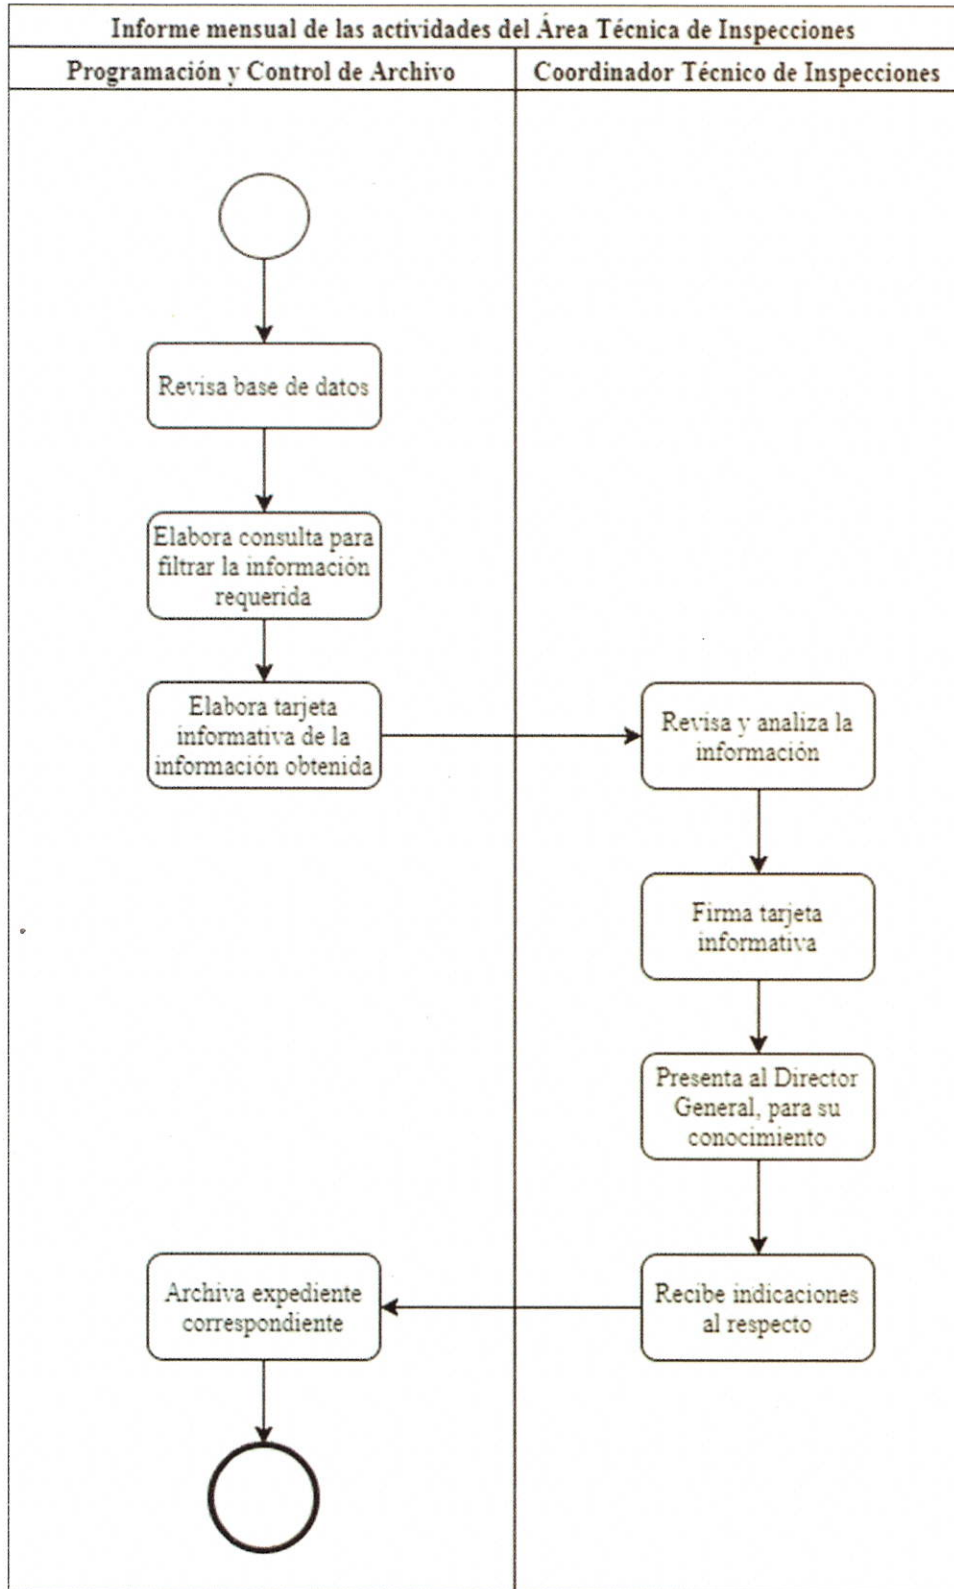 Informe mensual de las actividades del Área Técnica de Inspecciones
Programación y Control de Archivo
Coordinador Técnico de Inspecciones
Revisa base de datos
Elabora consulta para
filtrar la información
requerida
Elabora tarjeta
informativa de la
información obtenida
Revisa y analiza la
información
Firma tarjeta
informativa
Presenta al Director
General, para su
conocimiento
Recibe indicaciones
al respecto
Archiva expediente
correspondiente